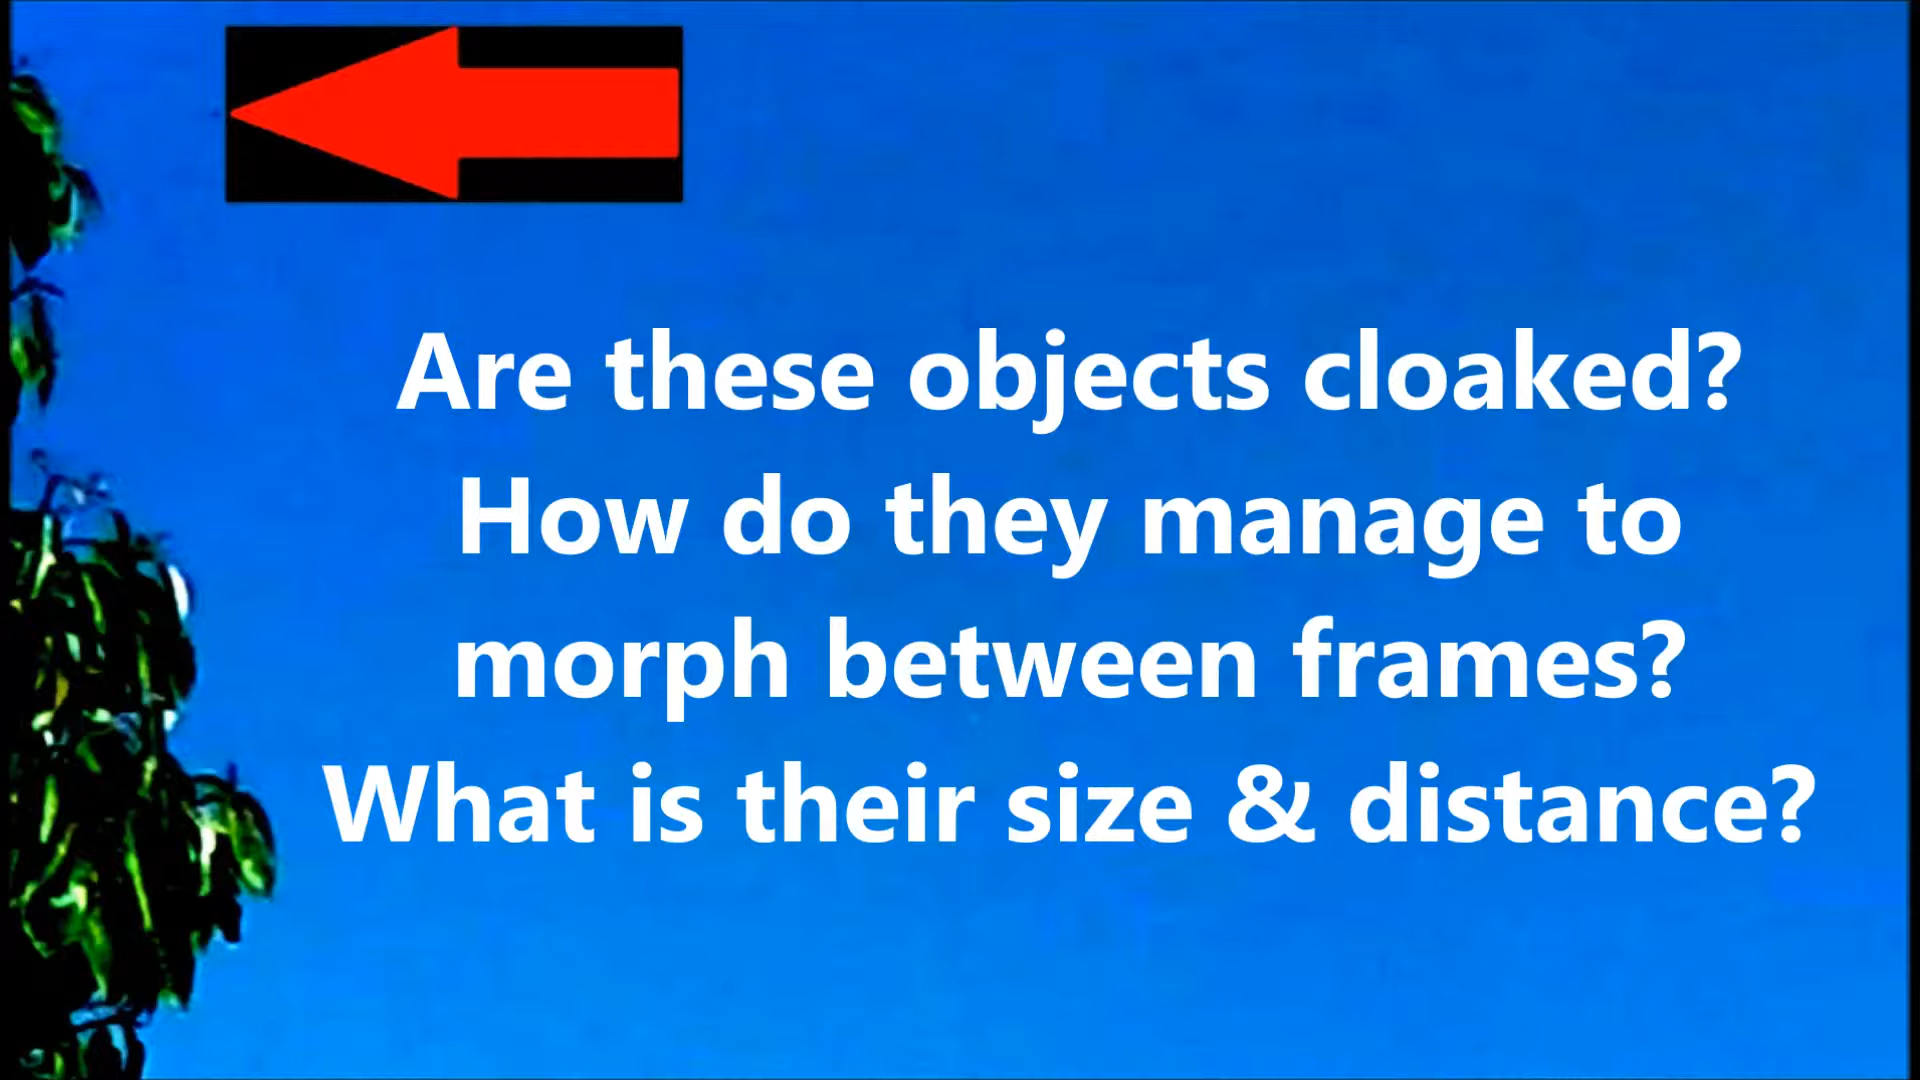 Are these objects cloaked?
How do they manage to
morph between frames?
What is their size & distance?